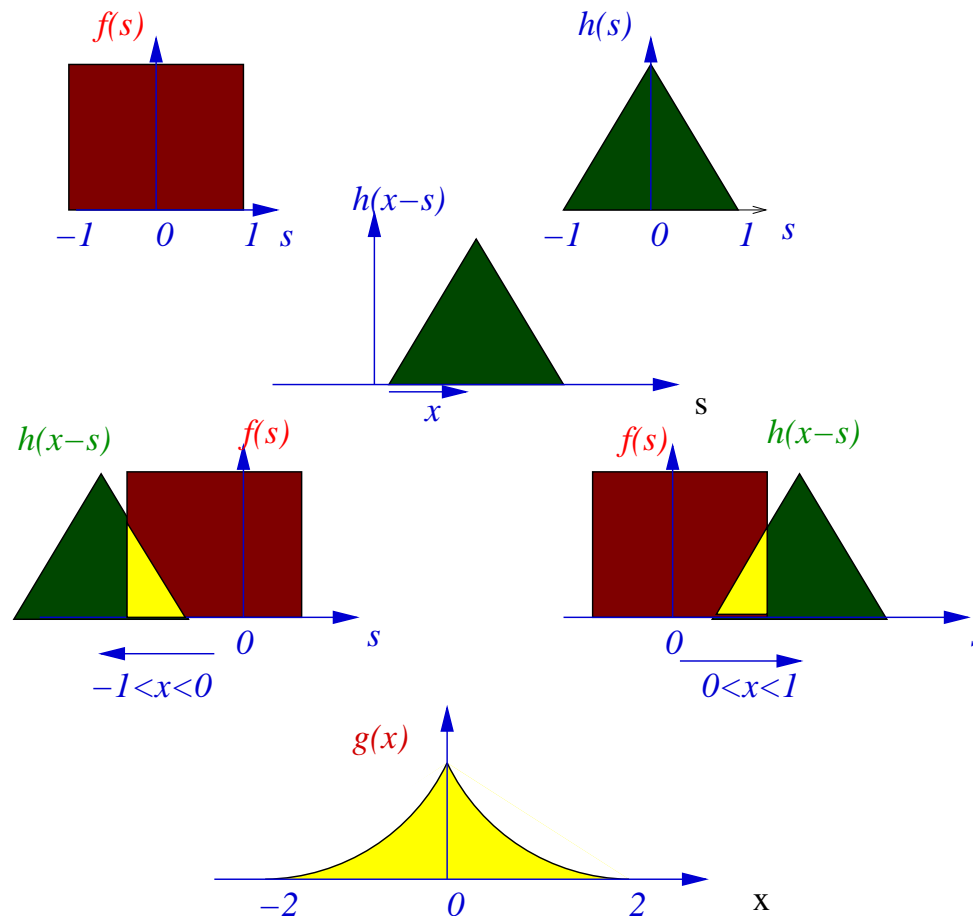 f(s)
h(s)
−1 0 1 s
−1 0 1 s
h(x−s)
x
s
h(x−s)
f(s)
f(s)
h(x−s)
0 s
0
−1<x<0
0<x<1
g(x)
−2 0 2 x